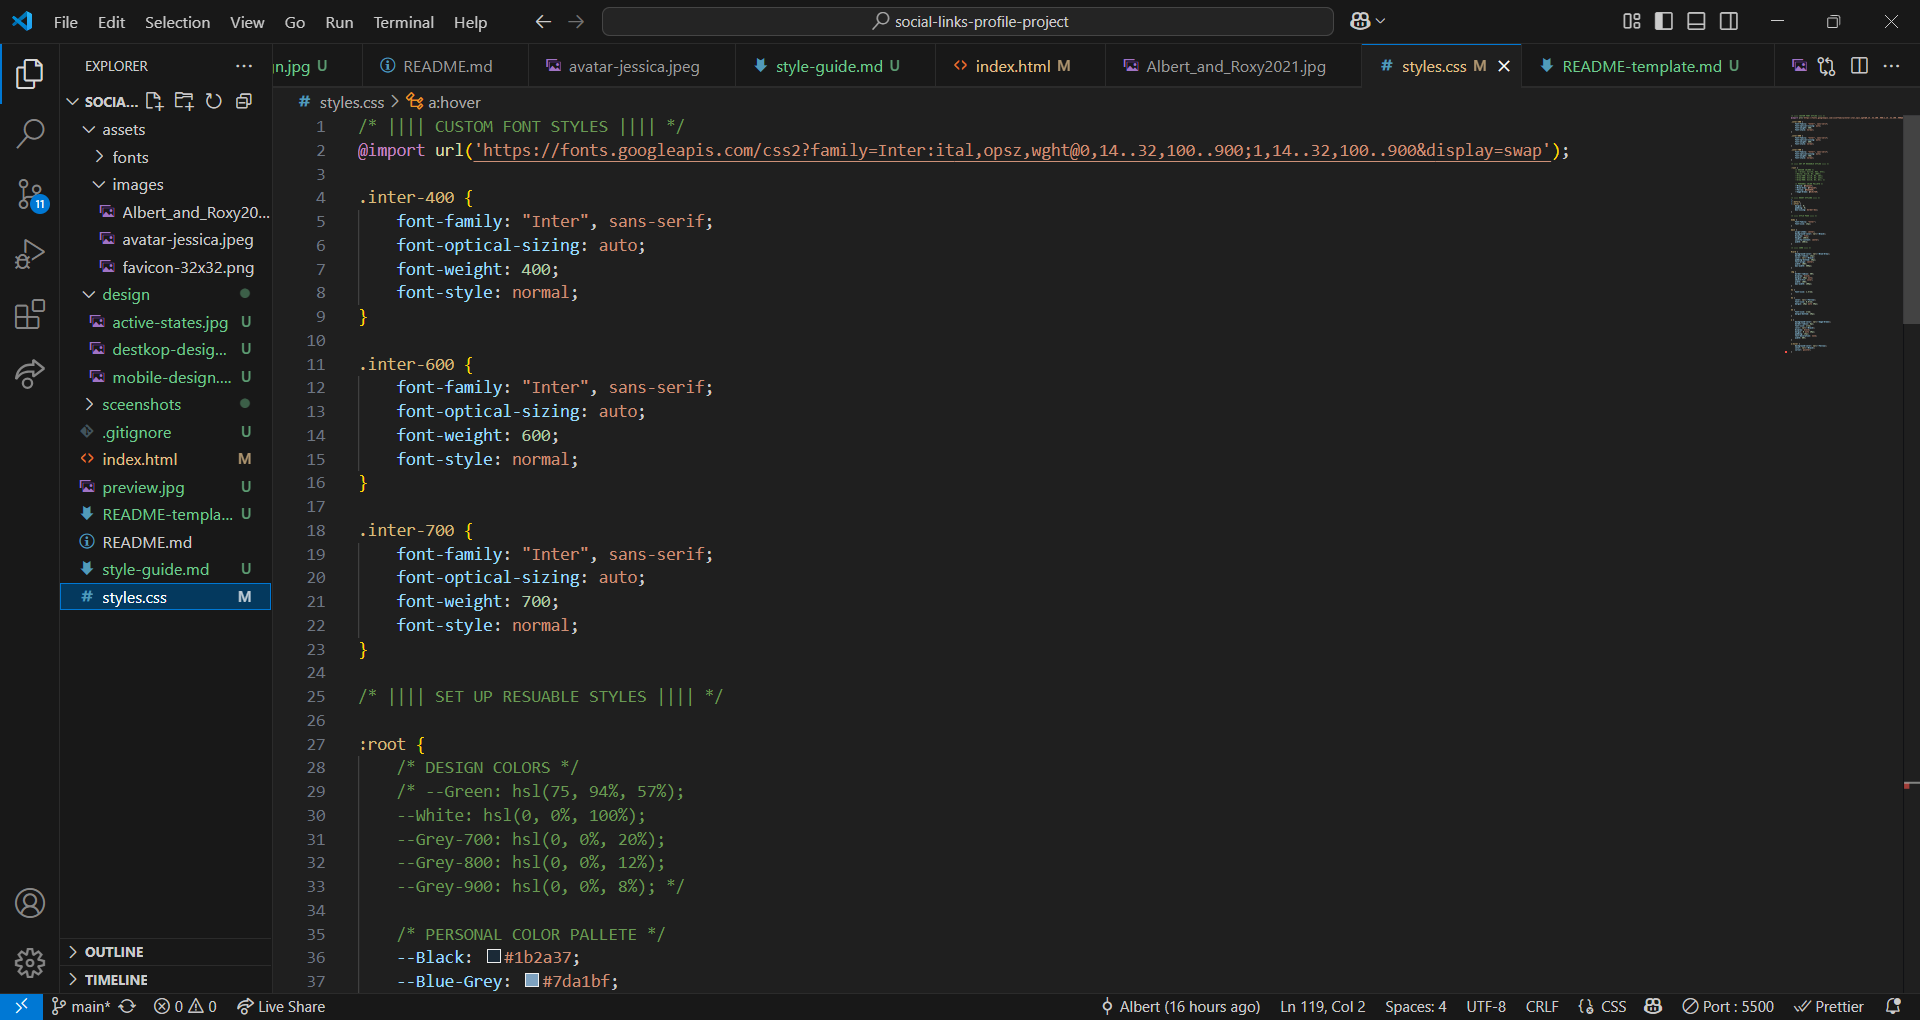 File Edit Selection View Go Run Terminal Help
social-links-profile-project
EXPLORER
n.jpg U
README.md
avatar-jessica.jpeg
style-guide.md U
index.html M
Albert_and_Roxy2021.jpg
styles.css M
README-template.md U
SOCIA...
assets
fonts
images
Albert_and_Roxy20...
avatar-jessica.jpeg
favicon-32x32.png
design
active-states.jpg U
destkop-desig... U
mobile-design.... U
sceenshots
.gitignore U
index.html M
preview.jpg U
README-templa... U
README.md
style-guide.md U
styles.css M
OUTLINE
TIMELINE
11
styles.css > a:hover
1 /* |||| CUSTOM FONT STYLES |||| */
2 @import url('https://fonts.googleapis.com/css2?family=Inter:ital,opsz,wght@0,14..32,100..900;1,14..32,100..900&display=swap');
3
4 .inter-400 {
5 font-family: "Inter", sans-serif;
6 font-optical-sizing: auto;
7 font-weight: 400;
8 font-style: normal;
9 }
10
11 .inter-600 {
12 font-family: "Inter", sans-serif;
13 font-optical-sizing: auto;
14 font-weight: 600;
15 font-style: normal;
16 }
17
18 .inter-700 {
19 font-family: "Inter", sans-serif;
20 font-optical-sizing: auto;
21 font-weight: 700;
22 font-style: normal;
23 }
24
25 /* |||| SET UP RESUABLE STYLES |||| */
26
27 :root {
28 /* DESIGN COLORS */
29 /* --Green: hsl(75, 94%, 57%);
30 --White: hsl(0, 0%, 100%);
31 --Grey-700: hsl(0, 0%, 20%);
32 --Grey-800: hsl(0, 0%, 12%);
33 --Grey-900: hsl(0, 0%, 8%); */
34
35 /* PERSONAL COLOR PALLETE */
36 --Black: #1b2a37;
37 --Blue-Grey: #7da1bf;
main* 0 0 Live Share
Albert (16 hours ago) Ln 119, Col 2 Spaces: 4 UTF-8 CRLF {} CSS Port : 5500 Prettier